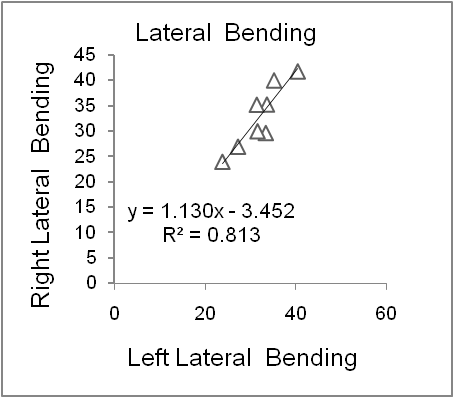 Lateral Bending
45
40
35
30
25
20
15
10
5
0
Right Lateral Bending
y = 1.130x - 3.452
R² = 0.813
0 20 40 60
Left Lateral Bending